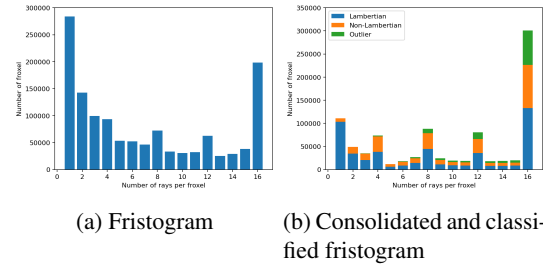 300000
250000
200000
150000
100000
50000
0
Number of froxel
0 2 4 6 8 10 12 14 16
Number of rays per froxel
(a) Fristogram
350000
300000
250000
200000
150000
100000
50000
0
Number of froxel
Lambertian
Non-Lambertian
Outlier
0 2 4 6 8 10 12 14 16
Number of rays per froxel
(b) Consolidated and classi-
fied fristogram